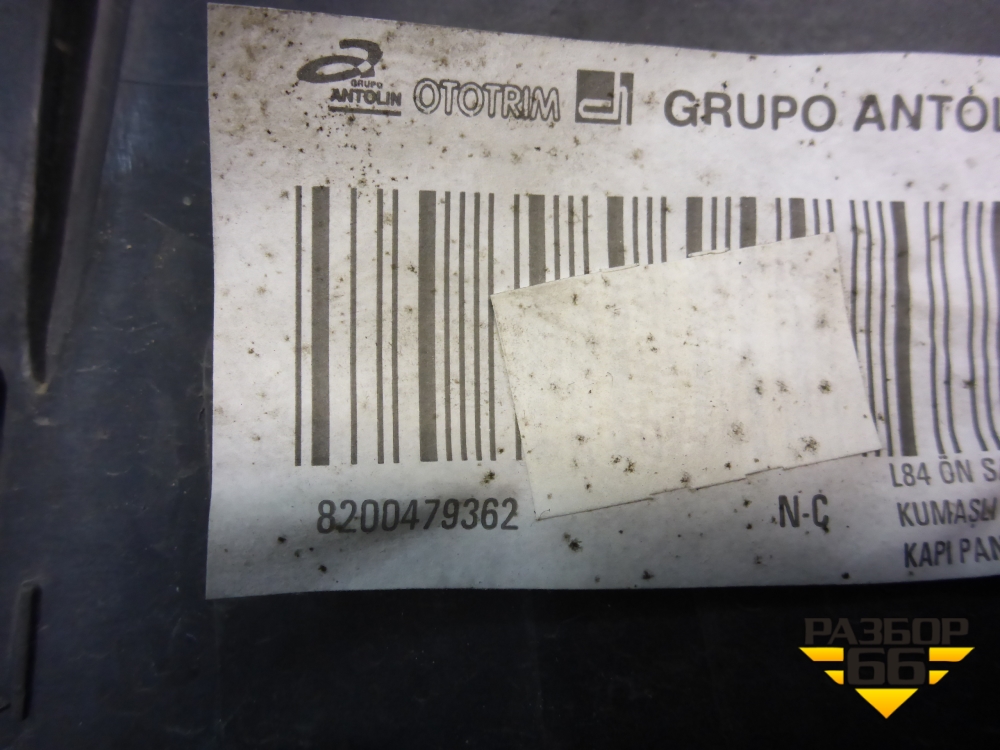 GRUPO
ANTOLIN
OTOTRIM
GRUPO ANTOL
8200479362
N-Ç
L84 ÖN S
KUMAŞLI
KAPI PAN
РАЗБОР
66